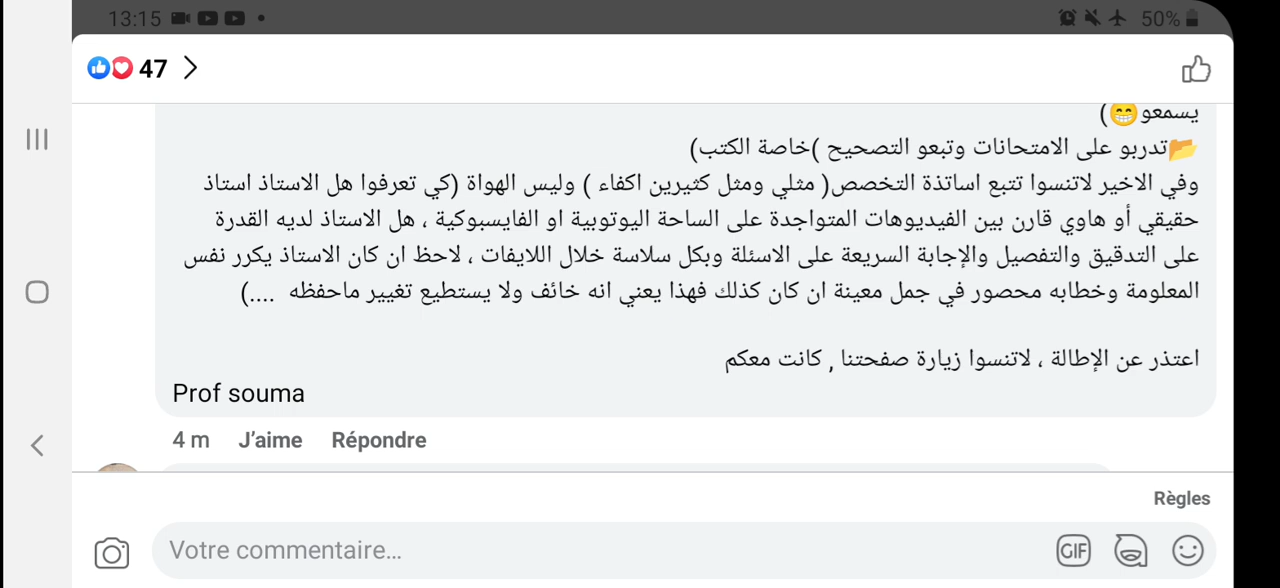 13:15 50%
47
يسمعو😁)
📂تدربو على الامتحانات وتبعو التصحيح )خاصة الكتب)
وفي الاخير لاتنسوا تتبع اساتذة التخصص( مثلي ومثل كثيرين اكفاء ) وليس الهواة (كي تعرفوا هل الاستاذ استاذ
حقيقي أو هاوي قارن بين الفيديوهات المتواجدة على الساحة اليوتوبية او الفايسبوكية ، هل الاستاذ لديه القدرة
على التدقيق والتفصيل والإجابة السريعة على الاسئلة وبكل سلاسة خلال اللايفات ، لاحظ ان كان الاستاذ يكرر نفس
المعلومة وخطابه محصور في جمل معينة ان كان كذلك فهذا يعني انه خائف ولا يستطيع تغيير ماحفظه ....)
اعتذر عن الإطالة ، لاتنسوا زيارة صفحتنا , كانت معكم
Prof souma
4 m J'aime Répondre
Règles
Votre commentaire...
GIF